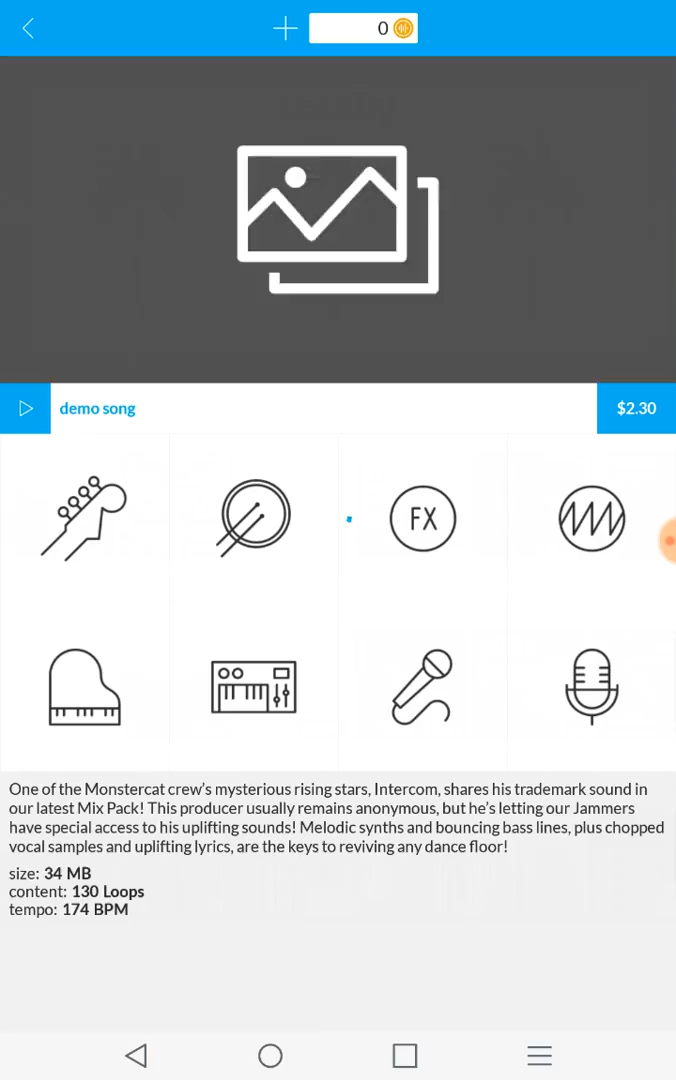 0
demo song
$2.30
FX
One of the Monstercat crew's mysterious rising stars, Intercom, shares his trademark sound in
our latest Mix Pack! This producer usually remains anonymous, but he's letting our Jammers
have special access to his uplifting sounds! Melodic synths and bouncing bass lines, plus chopped
vocal samples and uplifting lyrics, are the keys to reviving any dance floor!
size: 34 MB
content: 130 Loops
tempo: 174 BPM